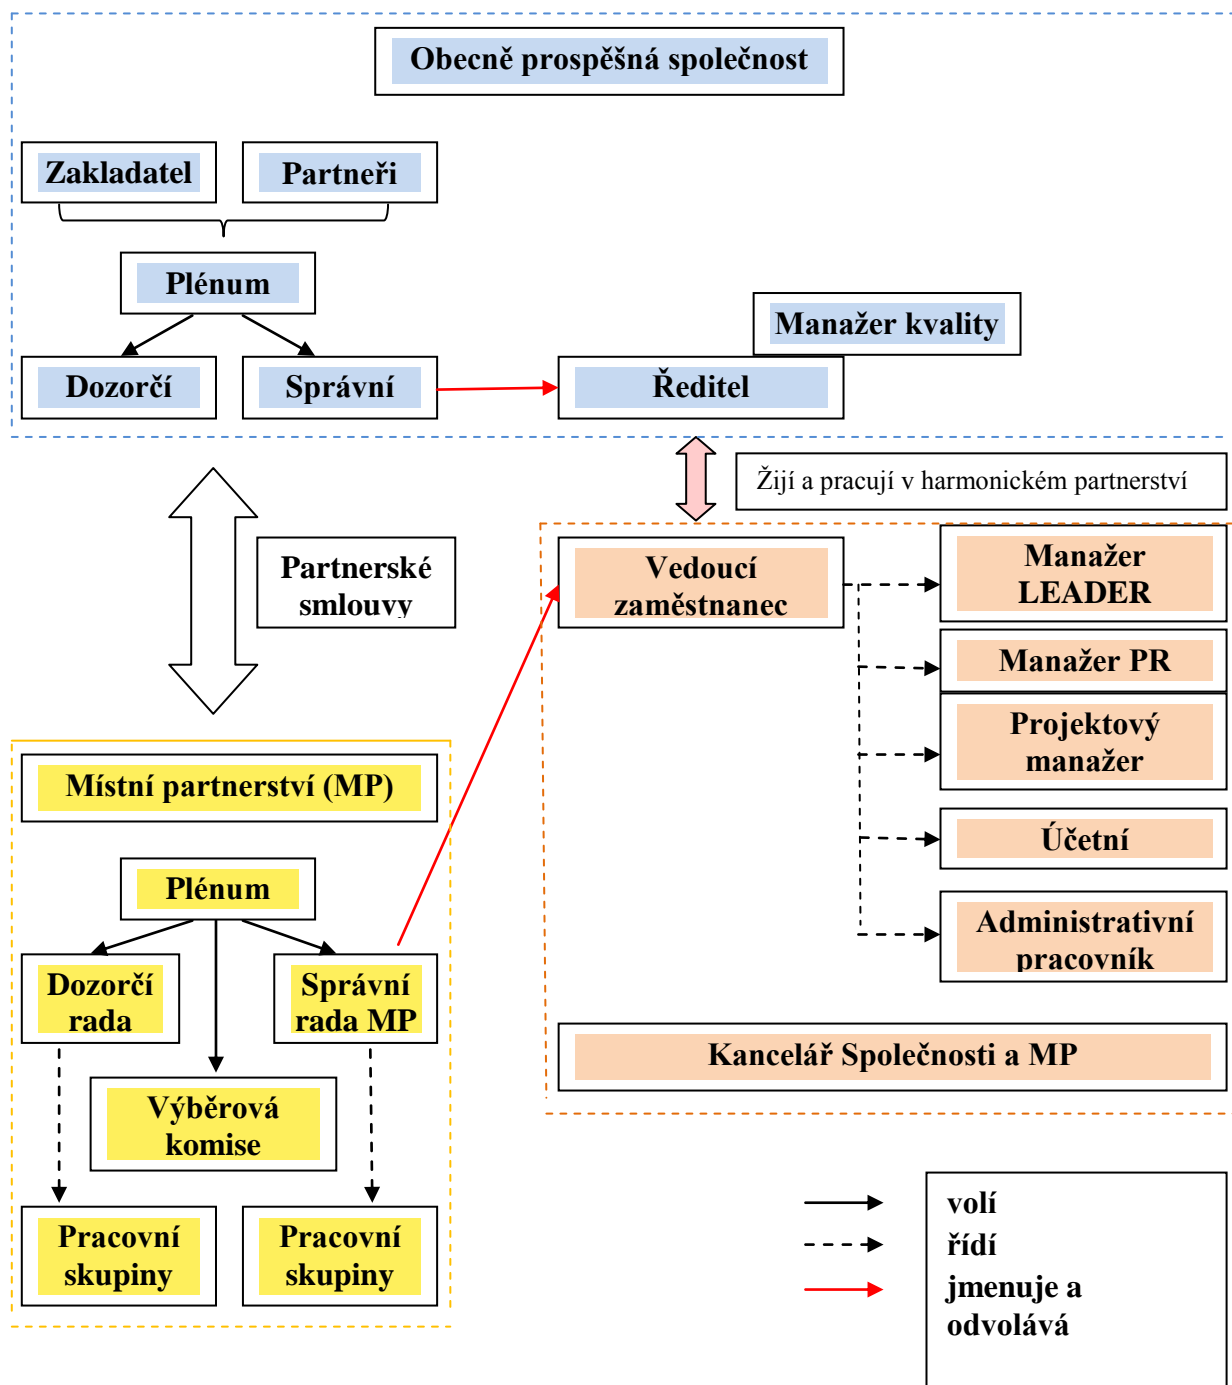 Obecně prospěšná společnost
Zakladatel
Partneři
Plénum
Manažer kvality
Dozorčí
Správní
Ředitel
Žijí a pracují v harmonickém partnerství
Partnerské
smlouvy
Vedoucí
zaměstnanec
Manažer
LEADER
Manažer PR
Projektový
manažer
Účetní
Administrativní
pracovník
Kancelář Společnosti a MP
Místní partnerství (MP)
Plénum
Dozorčí
rada
Správní
rada MP
Výběrová
komise
Pracovní
skupiny
Pracovní
skupiny
volí
řídí
jmenuje a
odvolává